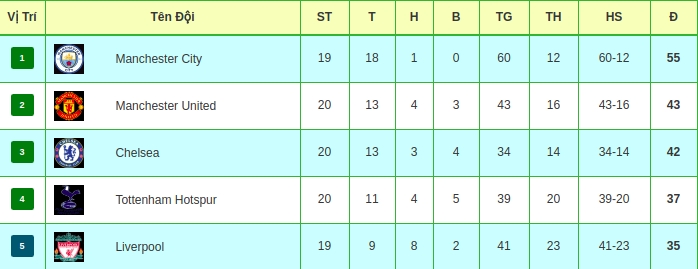 Vị Trí Tên Đội ST T H B TG TH HS Đ
1 Manchester City 19 18 1 0 60 12 60-12 55
2 Manchester United 20 13 4 3 43 16 43-16 43
3 Chelsea 20 13 3 4 34 14 34-14 42
4 Tottenham Hotspur 20 11 4 5 39 20 39-20 37
5 Liverpool 19 9 8 2 41 23 41-23 35